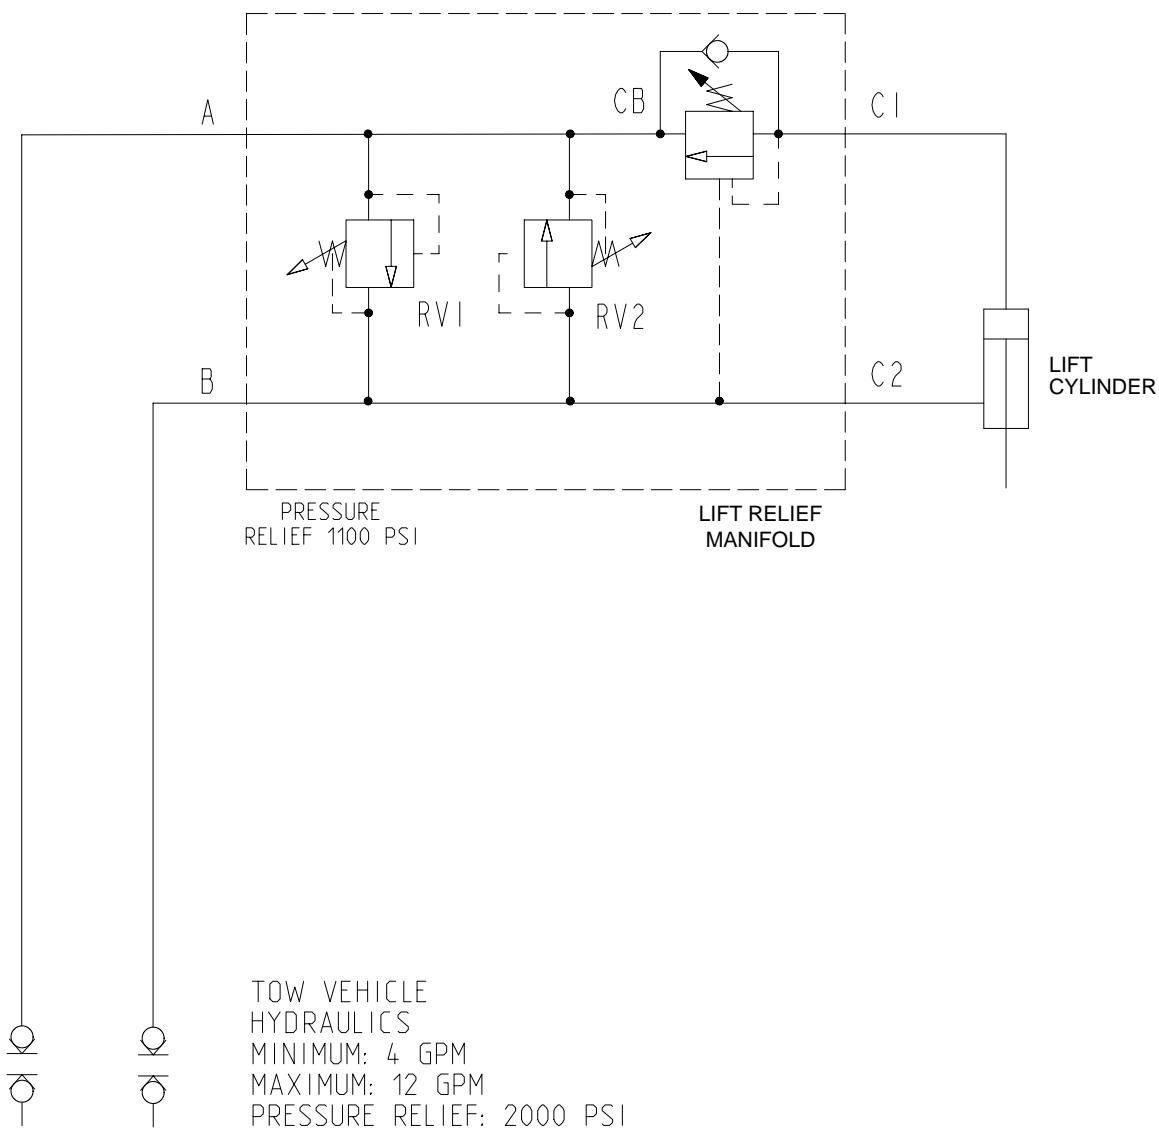 A
CB
C1
RV1
RV2
B
C2
LIFT
CYLINDER
PRESSURE
RELIEF 1100 PSI
LIFT RELIEF
MANIFOLD
TOW VEHICLE
HYDRAULICS
MINIMUM: 4 GPM
MAXIMUM: 12 GPM
PRESSURE RELIEF: 2000 PSI